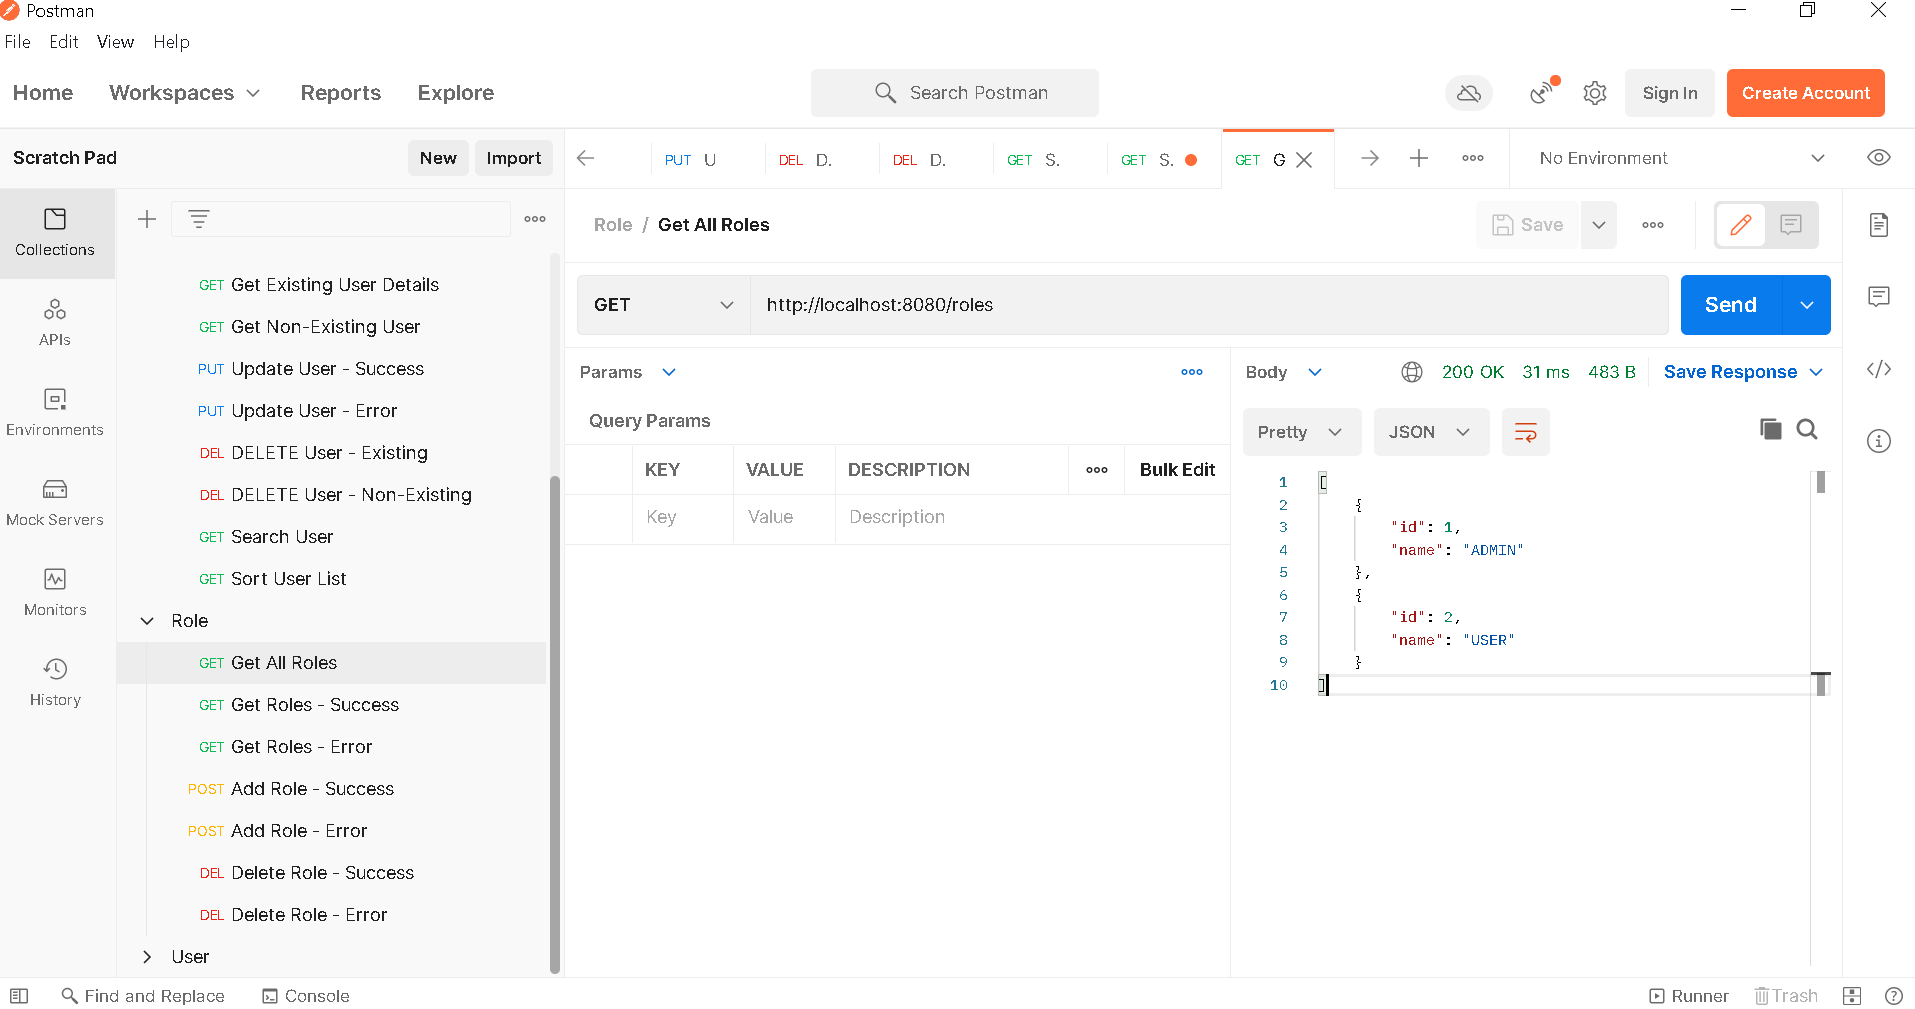 Postman
File Edit View Help
Home Workspaces Reports Explore Search Postman Sign In Create Account
Scratch Pad New Import PUT U DEL D. DEL D. GET S. GET S. GET G No Environment
Collections
APIs
Environments
Mock Servers
Monitors
History
GET Get Existing User Details
GET Get Non-Existing User
PUT Update User - Success
PUT Update User - Error
DEL DELETE User - Existing
DEL DELETE User - Non-Existing
GET Search User
GET Sort User List
Role
GET Get All Roles
GET Get Roles - Success
GET Get Roles - Error
POST Add Role - Success
POST Add Role - Error
DEL Delete Role - Success
DEL Delete Role - Error
User
Role / Get All Roles Save
GET http://localhost:8080/roles Send
Params
Query Params
KEY VALUE DESCRIPTION Bulk Edit
Key Value Description
Body 200 OK 31 ms 483 B Save Response
Pretty JSON
1 [
2 {
3 "id": 1,
4 "name": "ADMIN"
5 },
6 {
7 "id": 2,
8 "name": "USER"
9 }
10 ]
Find and Replace Console Runner Trash